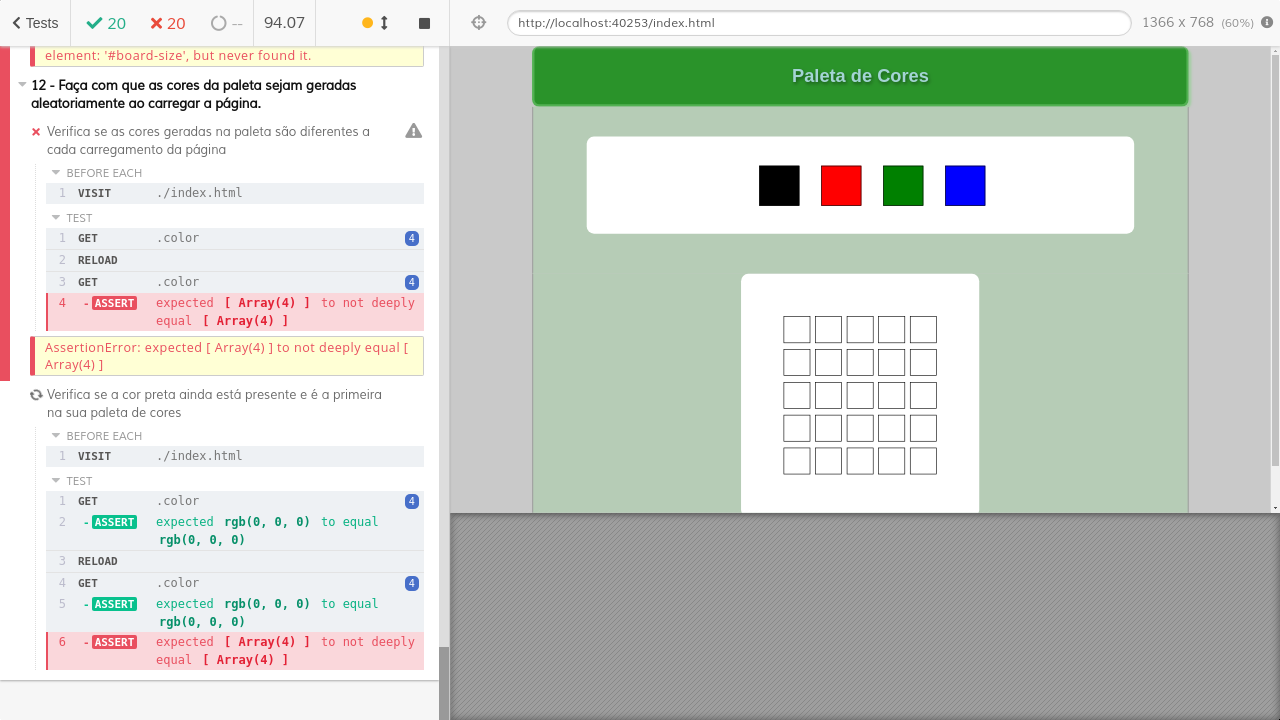 Tests
20
20
--
94.07
http://localhost:40253/index.html
1366 x 768 (60%)
element: '#board-size', but never found it.
12 - Faça com que as cores da paleta sejam geradas
aleatoriamente ao carregar a página.
Verifica se as cores geradas na paleta são diferentes a
cada carregamento da página
BEFORE EACH
1 VISIT ./index.html
TEST
1 GET .color 4
2 RELOAD
3 GET .color 4
4 -ASSERT expected [ Array(4) ] to not deeply
equal [ Array(4) ]
AssertionError: expected [ Array(4) ] to not deeply equal [
Array(4) ]
Verifica se a cor preta ainda está presente e é a primeira
na sua paleta de cores
BEFORE EACH
1 VISIT ./index.html
TEST
1 GET .color 4
2 -ASSERT expected rgb(0, 0, 0) to equal
rgb(0, 0, 0)
3 RELOAD
4 GET .color 4
5 -ASSERT expected rgb(0, 0, 0) to equal
rgb(0, 0, 0)
6 -ASSERT expected [ Array(4) ] to not deeply
equal [ Array(4) ]
Paleta de Cores